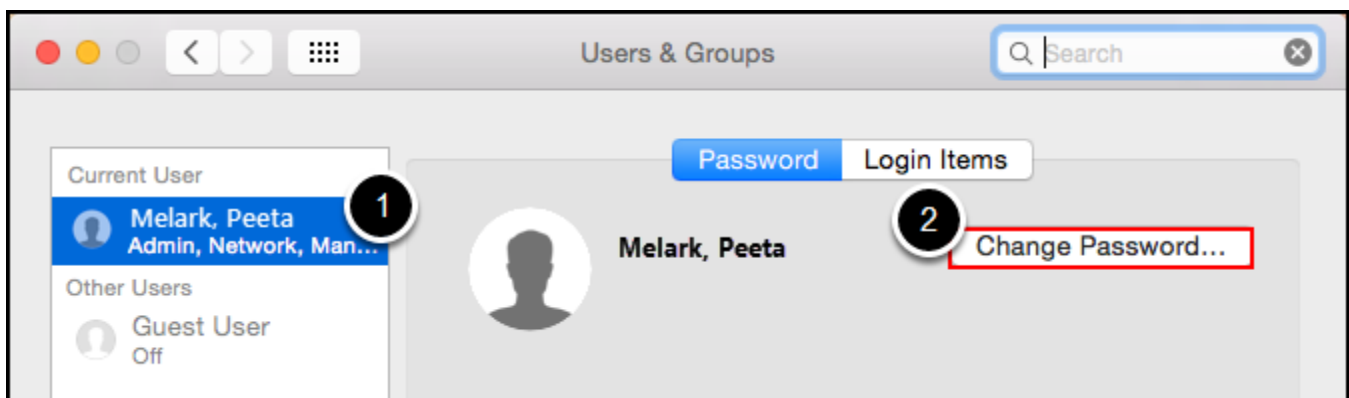 Users & Groups
Search
Current User
Melark, Peeta
Admin, Network, Man...
1
Other Users
Guest User
Off
Password
Login Items
Melark, Peeta
2
Change Password...